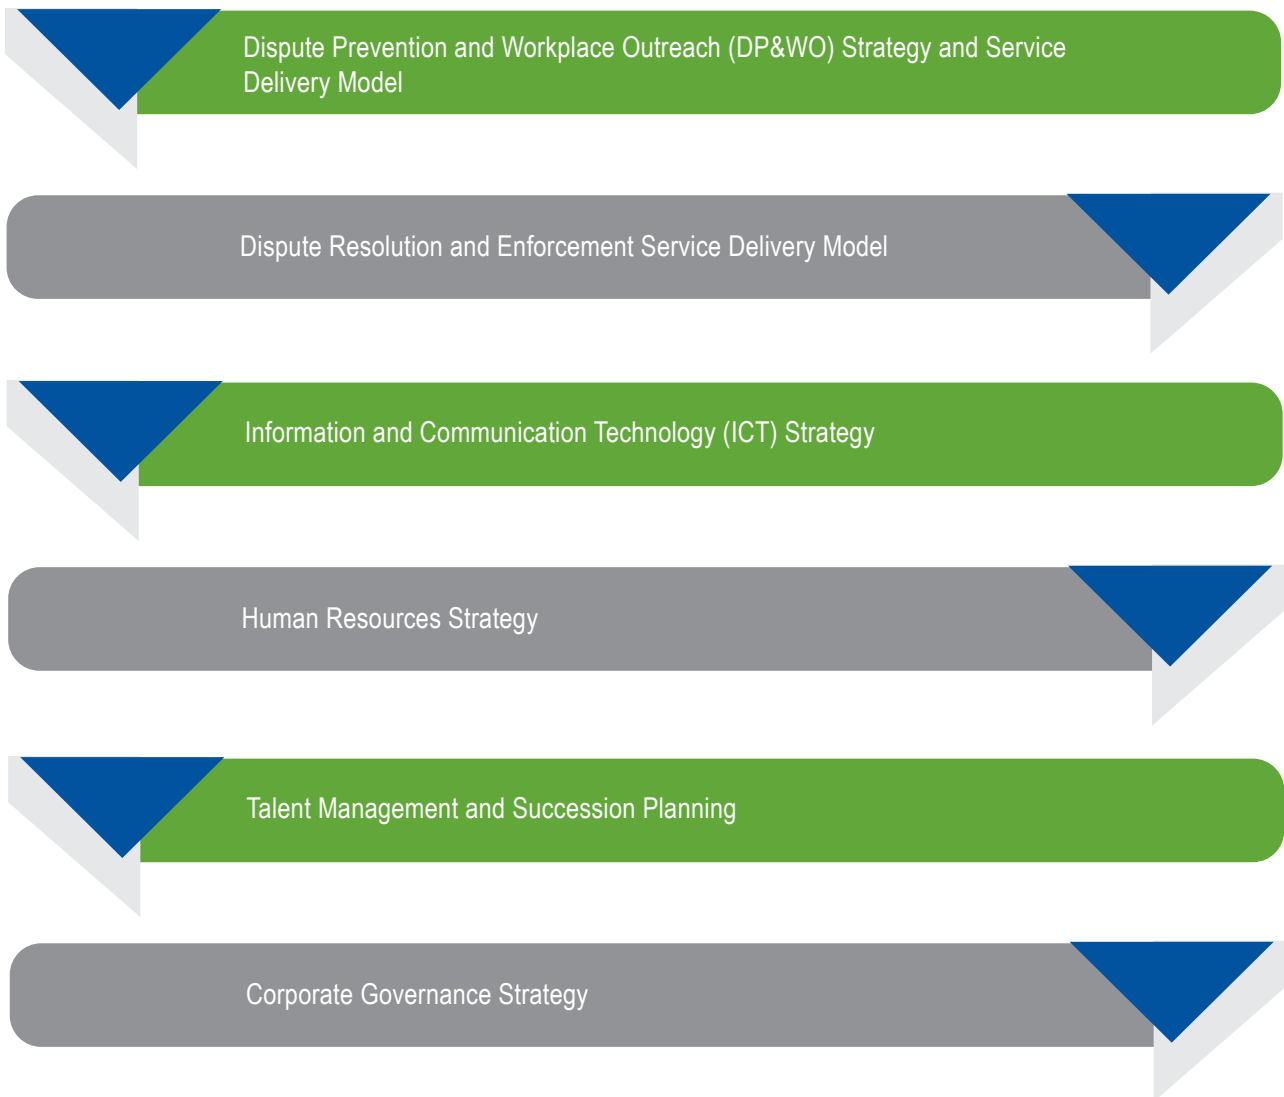 Dispute Prevention and Workplace Outreach (DP&WO) Strategy and Service
Delivery Model
Dispute Resolution and Enforcement Service Delivery Model
Information and Communication Technology (ICT) Strategy
Human Resources Strategy
Talent Management and Succession Planning
Corporate Governance Strategy